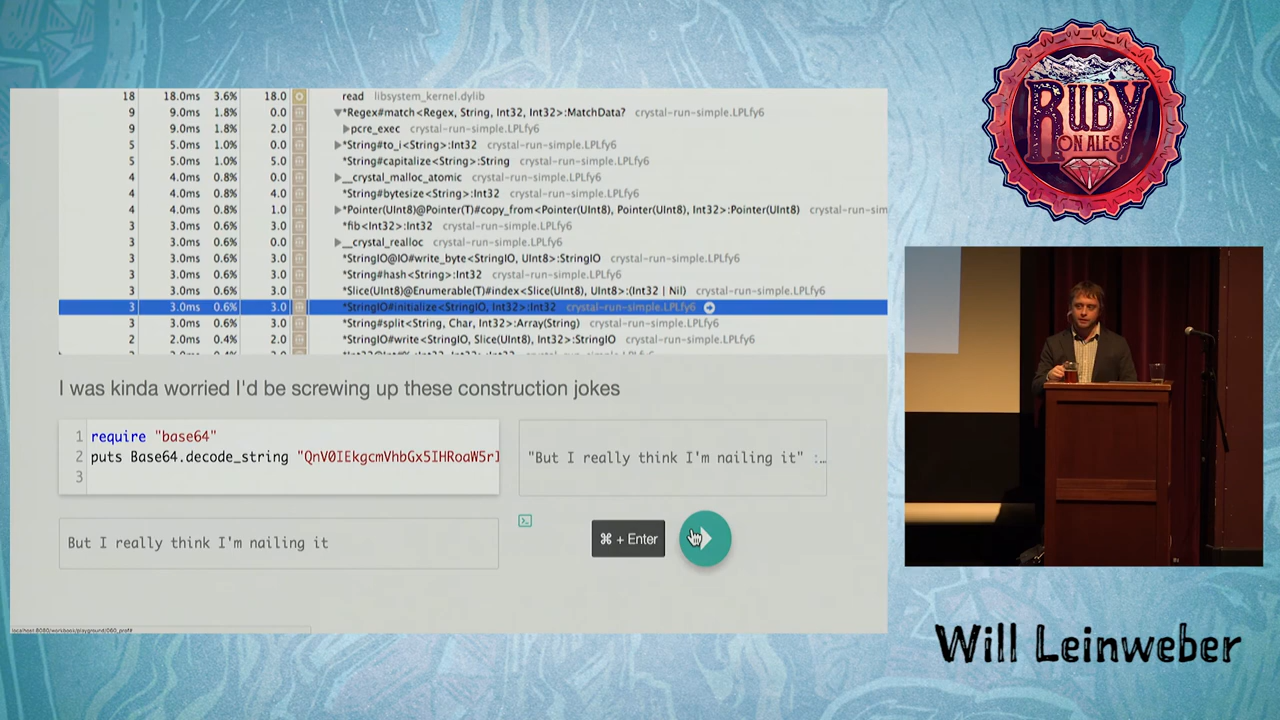 18 18.0ms 3.6% 18.0 read libsystem_kernel.dylib
9 9.0ms 1.8% 0.0 *Regex#match<Regex, String, Int32, Int32>:MatchData? crystal-run-simple.LPLfy6
9 9.0ms 1.8% 2.0 pcre_exec crystal-run-simple.LPLfy6
5 5.0ms 1.0% 0.0 *String#to_i<String>:Int32 crystal-run-simple.LPLfy6
5 5.0ms 1.0% 5.0 *String#capitalize<String>:String crystal-run-simple.LPLfy6
4 4.0ms 0.8% 0.0 __crystal_malloc_atomic crystal-run-simple.LPLfy6
4 4.0ms 0.8% 4.0 *String#bytesize<String>:Int32 crystal-run-simple.LPLfy6
4 4.0ms 0.8% 1.0 *Pointer(UInt8)@Pointer(T)#copy_from<Pointer(UInt8), Pointer(UInt8), Int32>:Pointer(UInt8) crystal-run-sim
3 3.0ms 0.6% 3.0 *fib<Int32>:Int32 crystal-run-simple.LPLfy6
3 3.0ms 0.6% 0.0 __crystal_realloc crystal-run-simple.LPLfy6
3 3.0ms 0.6% 3.0 *StringIO@IO#write_byte<StringIO, UInt8>:StringIO crystal-run-simple.LPLfy6
3 3.0ms 0.6% 3.0 *String#hash<String>:Int32 crystal-run-simple.LPLfy6
3 3.0ms 0.6% 3.0 *Slice(UInt8)@Enumerable(T)#index<Slice(UInt8), UInt8>:(Int32 | Nil) crystal-run-simple.LPLfy6
3 3.0ms 0.6% 3.0 *StringIO#initialize<StringIO, Int32>:Int32 crystal-run-simple.LPLfy6
3 3.0ms 0.6% 3.0 *String#split<String, Char, Int32>:Array(String) crystal-run-simple.LPLfy6
2 2.0ms 0.4% 2.0 *StringIO#write<StringIO, Slice(UInt8), Int32>:StringIO crystal-run-simple.LPLfy6
I was kinda worried I'd be screwing up these construction jokes
1 require "base64"
2 puts Base64.decode_string "QnV0IEkgcmVhbGx5IHRoaW5rI
3
"But I really think I'm nailing it" :…
But I really think I'm nailing it
⌘ + Enter
localhost:8080/workbook/playground/060_prof#
RUBY
ON ALES
Will Leinweber